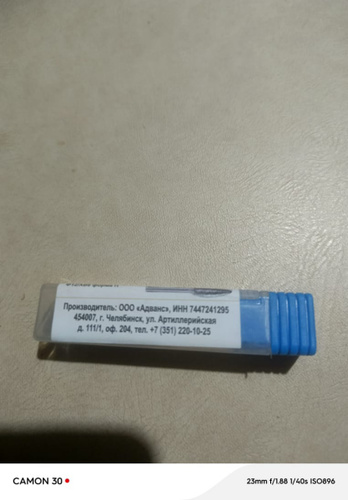 Производитель: ООО «Адванс», ИНН 7447241295
454007, г. Челябинск, ул. Артиллерийская
д. 111/1, оф. 204, тел. +7 (351) 220-10-25
CAMON 30
23mm f/1.88 1/40s ISO896